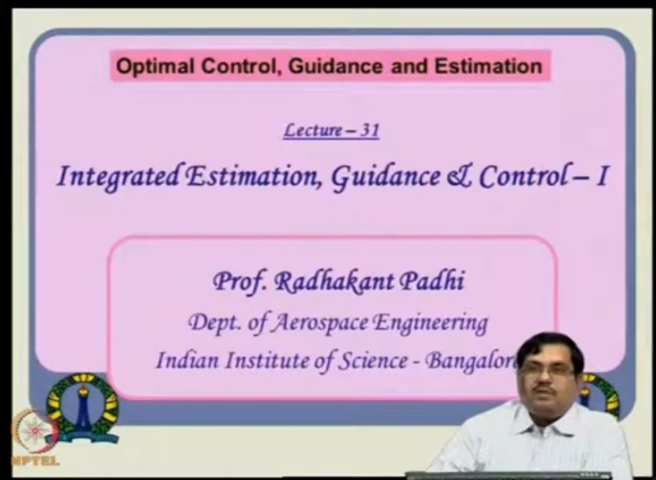 Optimal Control, Guidance and Estimation
Lecture – 31
Integrated Estimation, Guidance & Control – I
Prof. Radhakant Padhi
Dept. of Aerospace Engineering
Indian Institute of Science - Bangalor
NPTEL